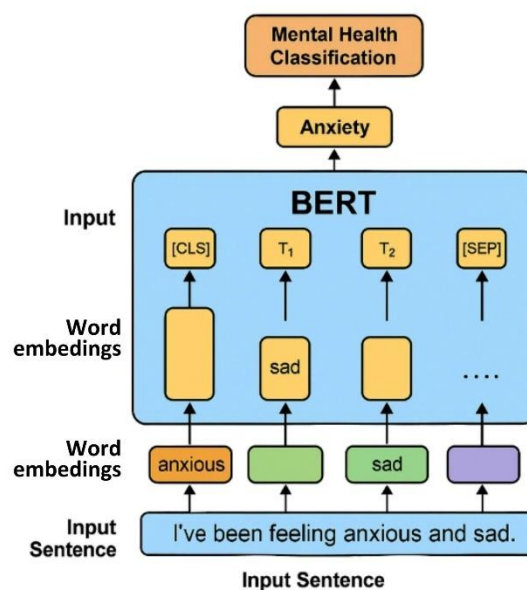 Mental Health
Classification
Anxiety
BERT
Input
[CLS] T₁ T₂ [SEP]
Word
embedings
sad
....
Word
embedings
anxious sad
Input
Sentence
I've been feeling anxious and sad.
Input Sentence